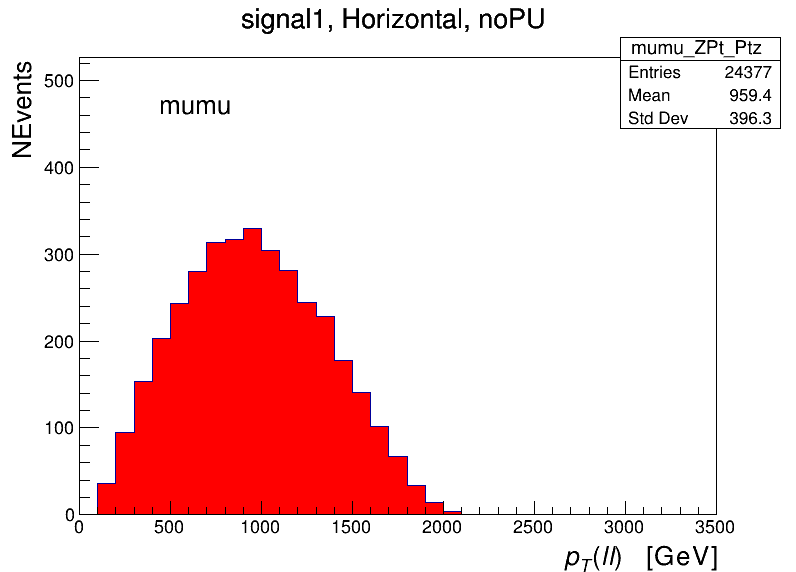 signal1, Horizontal, noPU
mumu_ZPt_Ptz
Entries 24377
Mean 959.4
Std Dev 396.3
NEvents
mumu
500
400
300
200
100
0
0 500 1000 1500 2000 2500 3000 3500
p_T(ll) [GeV]